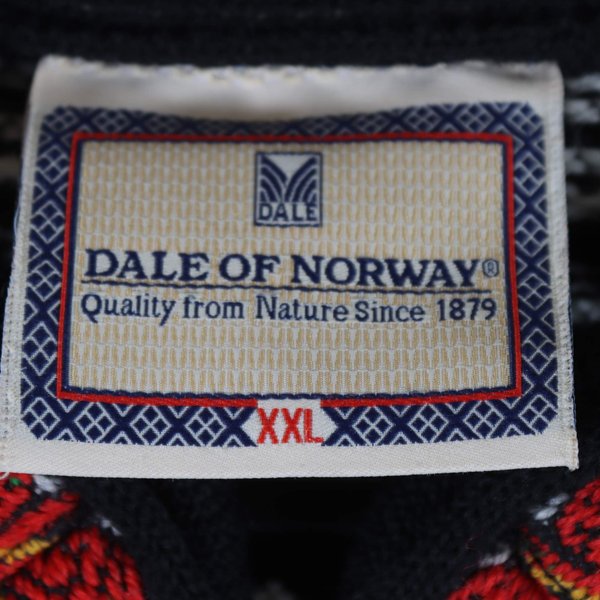 DALE
DALE OF NORWAY®
Quality from Nature Since 1879
XXL